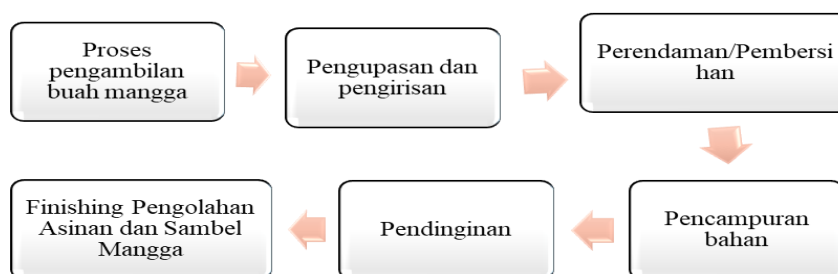 Proses
pengambilan
buah mangga
Pengupasan dan
pengirisan
Perendaman/Pembersi
han
Pencampuran
bahan
Pendinginan
Finishing Pengolahan
Asinan dan Sambel
Mangga